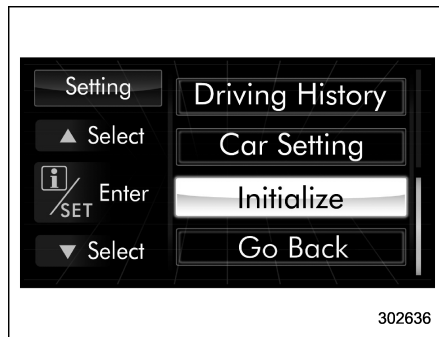 Setting
▲ Select
i/SET Enter
▼ Select
Driving History
Car Setting
Initialize
Go Back
302636